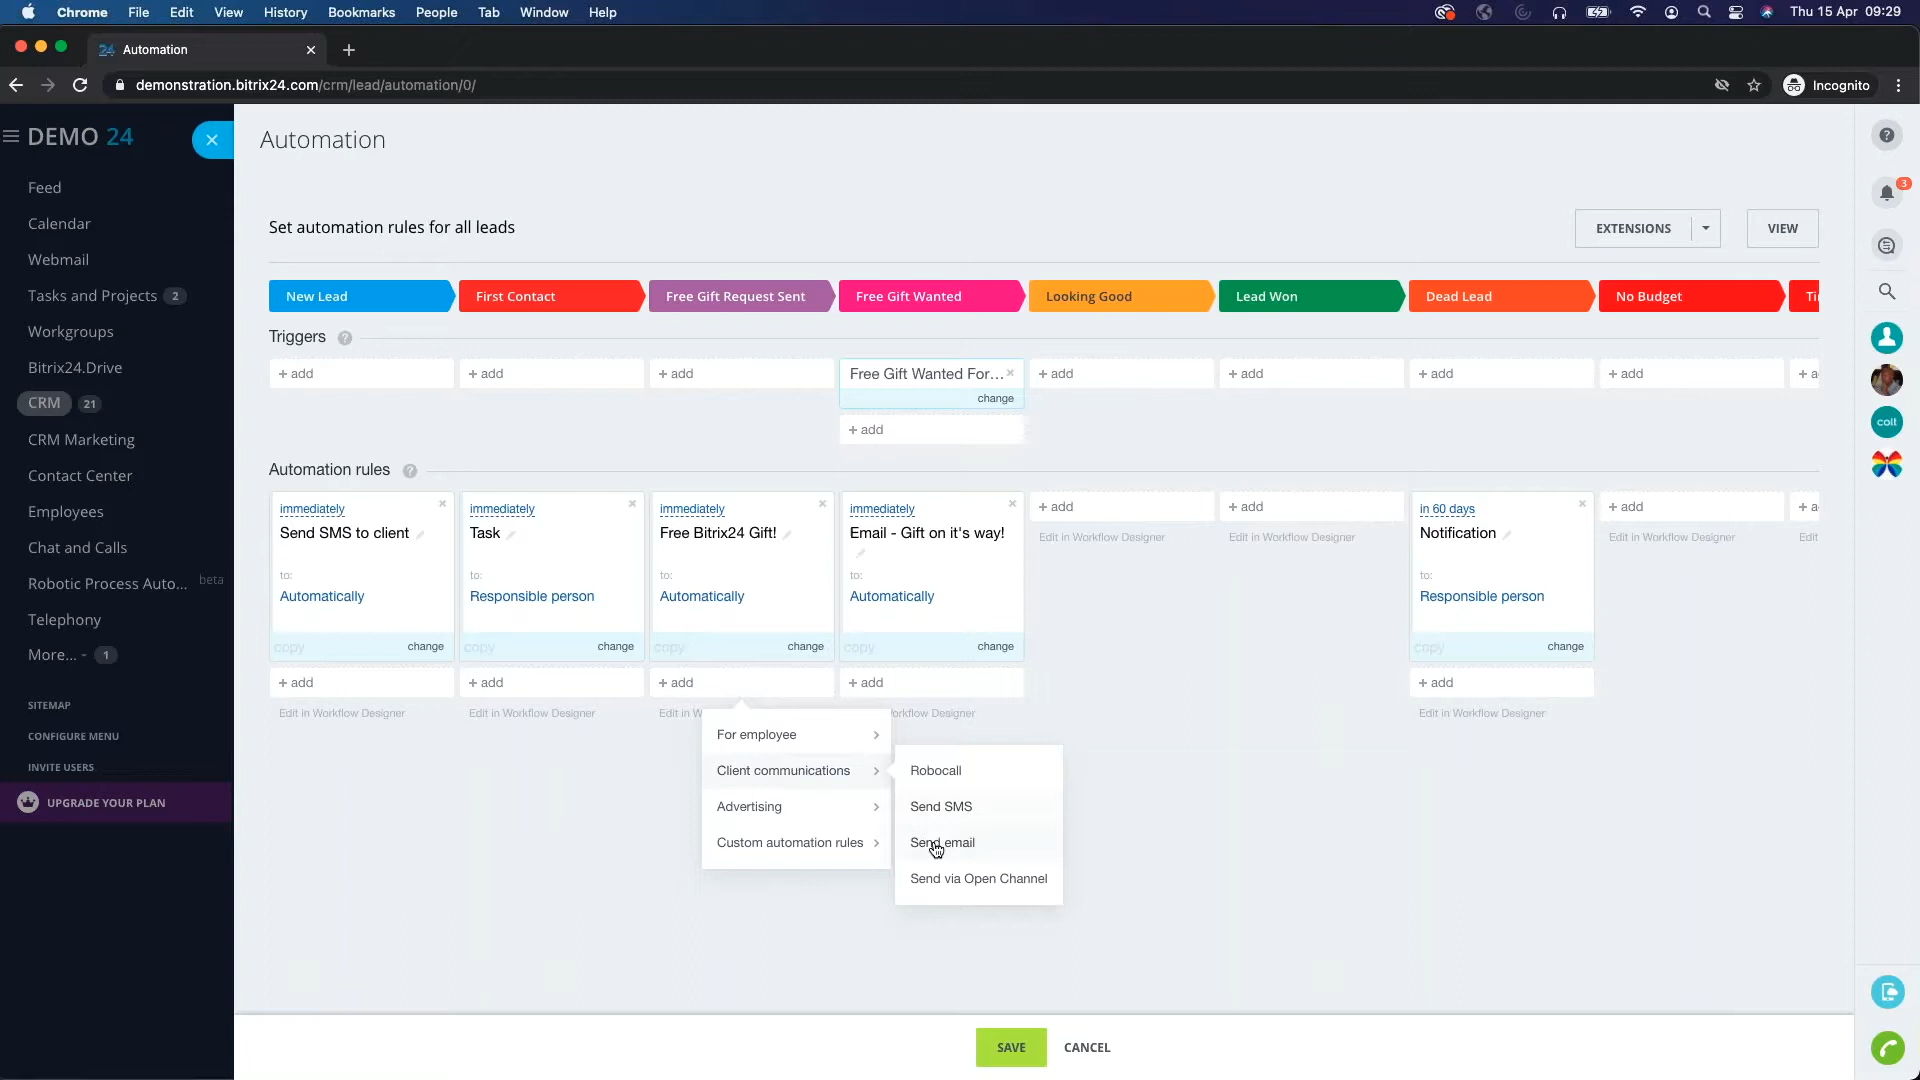 Chrome File Edit View History Bookmarks People Tab Window Help Thu 15 Apr 09:29
24 Automation
demonstration.bitrix24.com/crm/lead/automation/0/ Incognito
DEMO 24
Automation
Feed
Calendar
Webmail
Tasks and Projects 2
Workgroups
Bitrix24.Drive
CRM 21
CRM Marketing
Contact Center
Employees
Chat and Calls
Robotic Process Auto... beta
Telephony
More... - 1
SITEMAP
CONFIGURE MENU
INVITE USERS
UPGRADE YOUR PLAN
Set automation rules for all leads
EXTENSIONS VIEW
New Lead First Contact Free Gift Request Sent Free Gift Wanted Looking Good Lead Won Dead Lead No Budget Ti
Triggers ?
+ add + add + add Free Gift Wanted For... + add + add + add + add + a
change
+ add
Automation rules ?
immediately immediately immediately immediately + add + add in 60 days + add + a
Send SMS to client Task Free Bitrix24 Gift! Email - Gift on it's way! Edit in Workflow Designer Edit in Workflow Designer Notification Edit in Workflow Designer Edit
to: to: to: to: to:
Automatically Responsible person Automatically Automatically Responsible person
copy change copy change copy change copy change copy change
+ add + add + add + add + add
Edit in Workflow Designer Edit in Workflow Designer Edit in W orkflow Designer Edit in Workflow Designer
For employee
Client communications
Advertising
Custom automation rules
Robocall
Send SMS
Send email
Send via Open Channel
SAVE CANCEL
?
3
colt